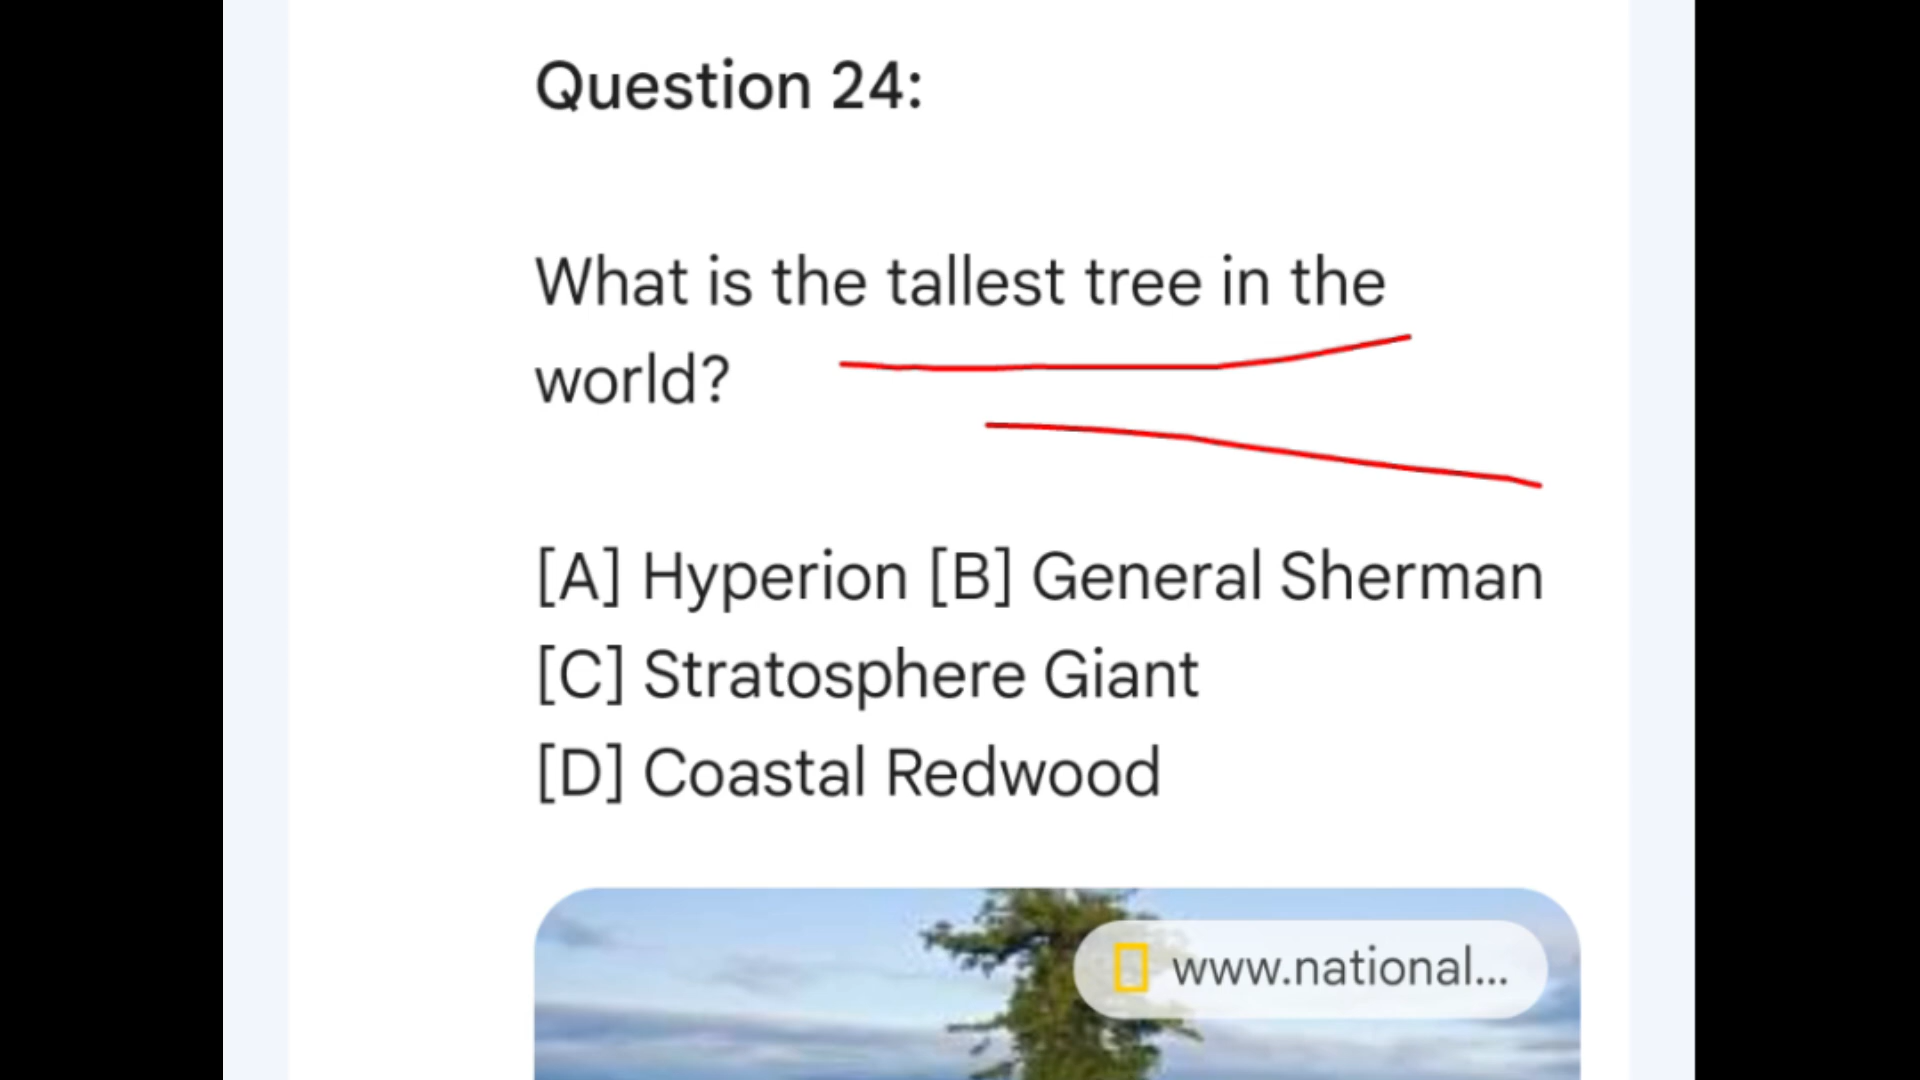 Question 24:
What is the tallest tree in the
world?
[A] Hyperion [B] General Sherman
[C] Stratosphere Giant
[D] Coastal Redwood
www.national...